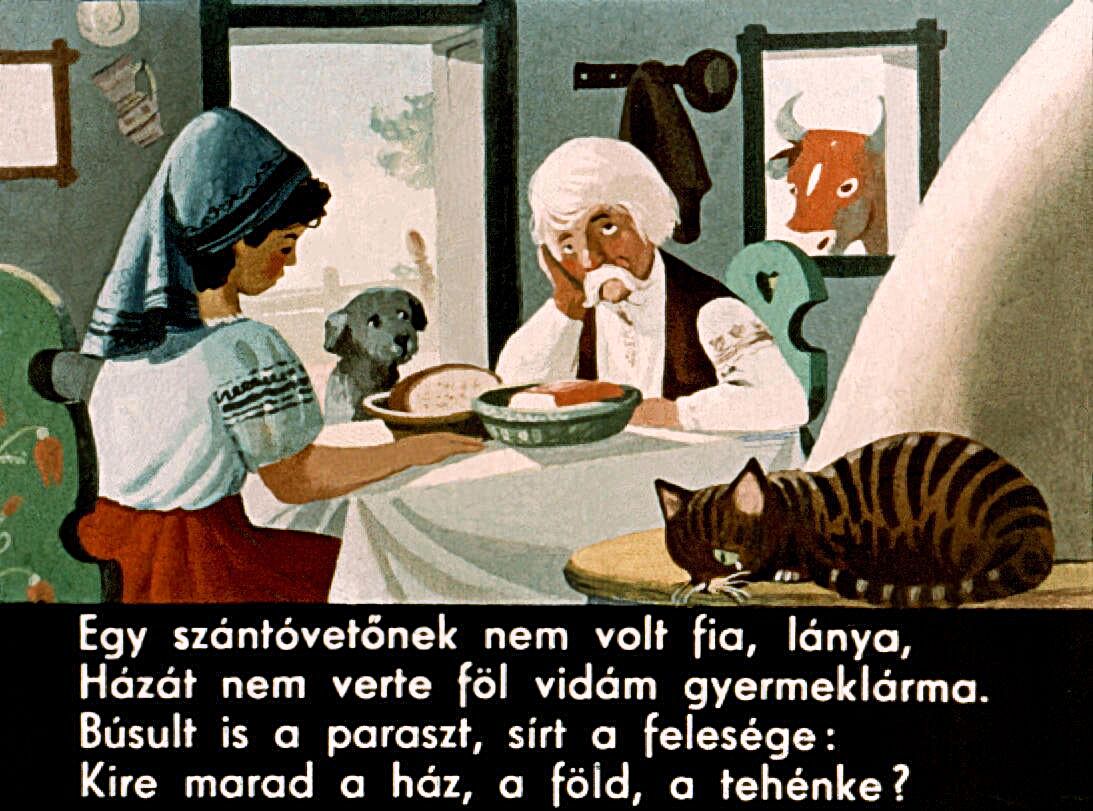 Egy szántóvetőnek nem volt fia, lánya,
Házát nem verte föl vidám gyermeklárma.
Búsult is a paraszt, sírt a felesége:
Kire marad a ház, a föld, a tehénke?